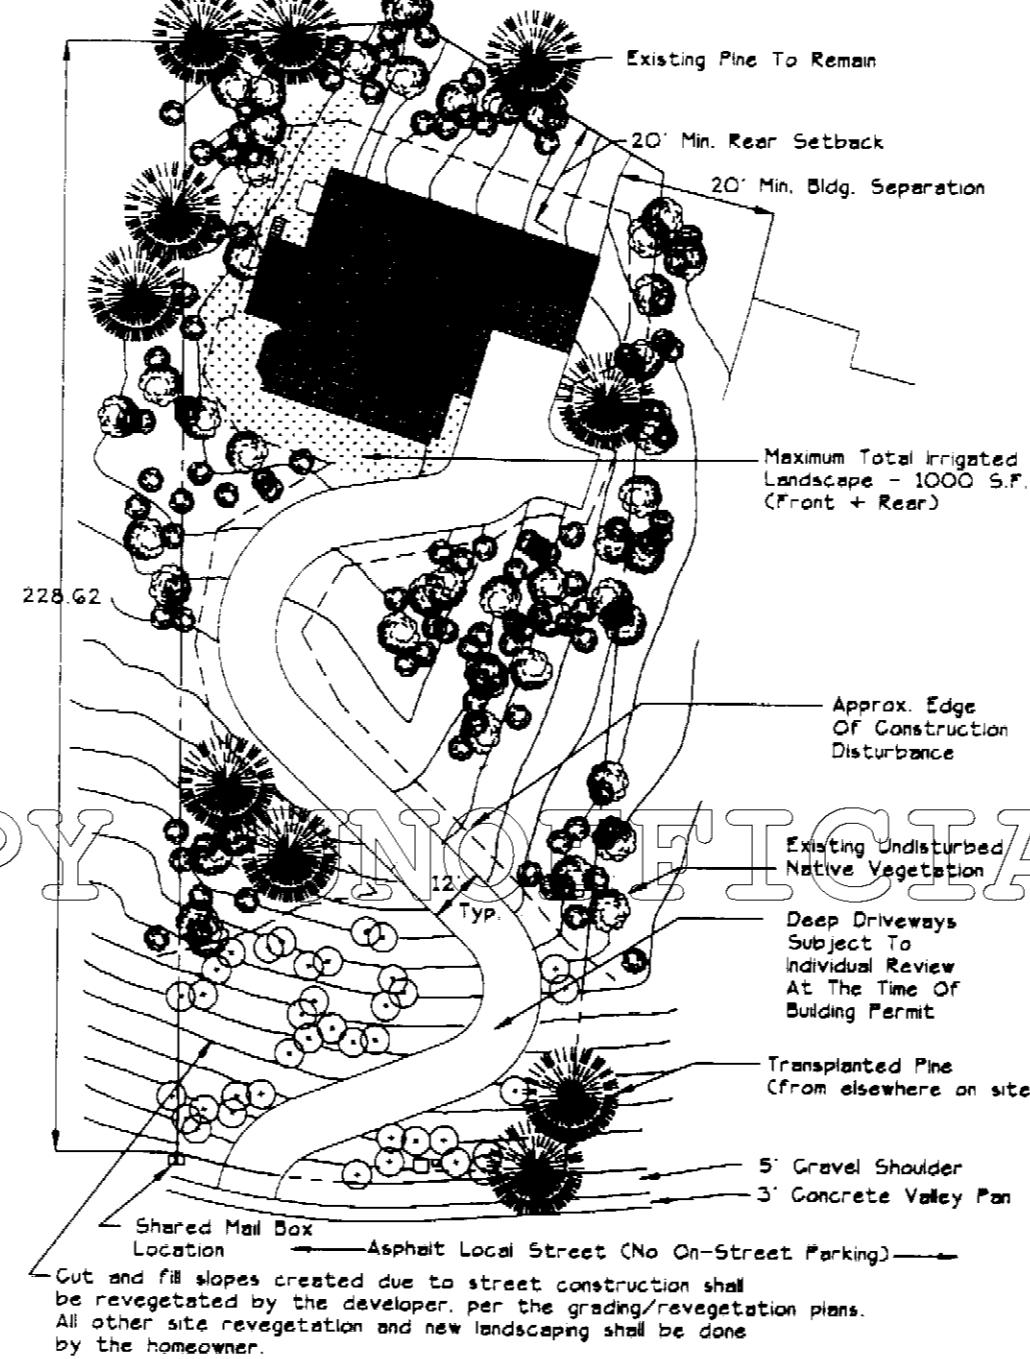 Existing Pine To Remain
20' Min. Rear Setback
20' Min. Bldg. Separation
Maximum Total Irrigated
Landscape - 1000 S.F.
(Front + Rear)
228.62
Approx. Edge
Of Construction
Disturbance
PY UNOFFICIA
Existing Undisturbed
Native Vegetation
12'
Typ.
Deep Driveways
Subject To
Individual Review
At The Time Of
Building Permit
Transplanted Pine
(from elsewhere on site
5' Gravel Shoulder
3' Concrete Valley Pan
Shared Mail Box
Location
Asphalt Local Street (No On-Street Parking)
Cut and fill slopes created due to street construction shall
be revegetated by the developer, per the grading/revegetation plans.
All other site revegetation and new landscaping shall be done
by the homeowner.